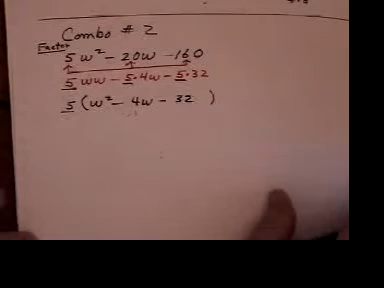 Combo # 2
Factor
5w² - 20w - 160
5ww - 5·4w - 5·32
5(w² - 4w - 32 )